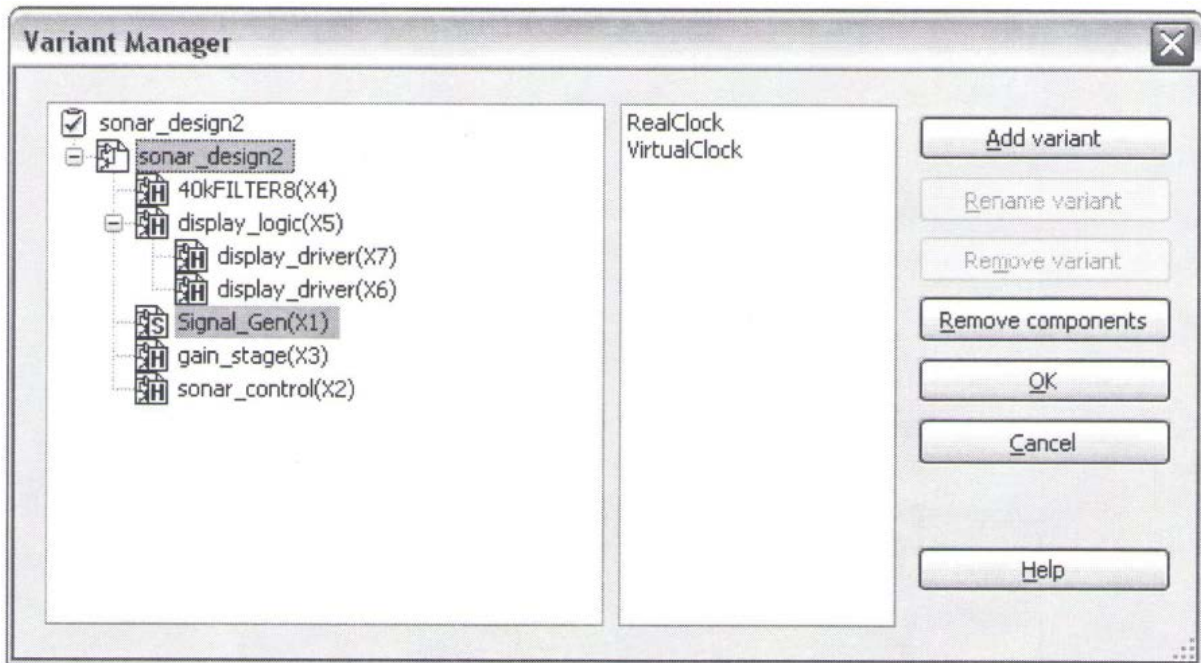 Variant Manager
sonar_design2
sonar_design2
40kFILTER8(X4)
display_logic(X5)
display_driver(X7)
display_driver(X6)
Signal_Gen(X1)
gain_stage(X3)
sonar_control(X2)
RealClock
VirtualClock
Add variant
Rename variant
Remove variant
Remove components
OK
Cancel
Help